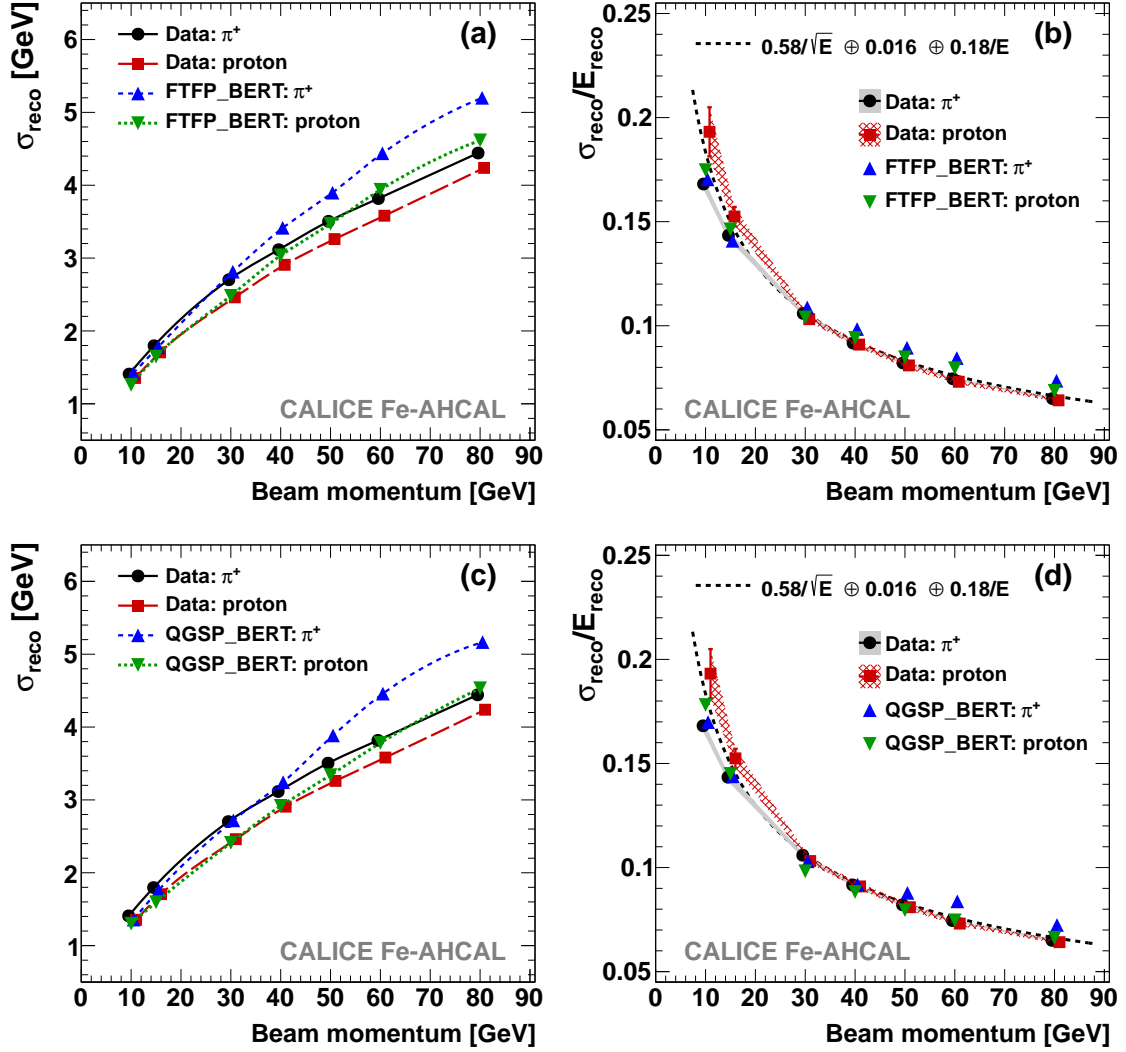 (a)
σreco [GeV]
Data: π+
Data: proton
FTFP_BERT: π+
FTFP_BERT: proton
6
5
4
3
2
1
CALICE Fe-AHCAL
0 10 20 30 40 50 60 70 80 90
Beam momentum [GeV]
(b)
σreco/Ereco
0.58/√E ⊕ 0.016 ⊕ 0.18/E
Data: π+
Data: proton
FTFP_BERT: π+
FTFP_BERT: proton
0.25
0.2
0.15
0.1
0.05
CALICE Fe-AHCAL
0 10 20 30 40 50 60 70 80 90
Beam momentum [GeV]
(c)
σreco [GeV]
Data: π+
Data: proton
QGSP_BERT: π+
QGSP_BERT: proton
6
5
4
3
2
1
CALICE Fe-AHCAL
0 10 20 30 40 50 60 70 80 90
Beam momentum [GeV]
(d)
σreco/Ereco
0.58/√E ⊕ 0.016 ⊕ 0.18/E
Data: π+
Data: proton
QGSP_BERT: π+
QGSP_BERT: proton
0.25
0.2
0.15
0.1
0.05
CALICE Fe-AHCAL
0 10 20 30 40 50 60 70 80 90
Beam momentum [GeV]